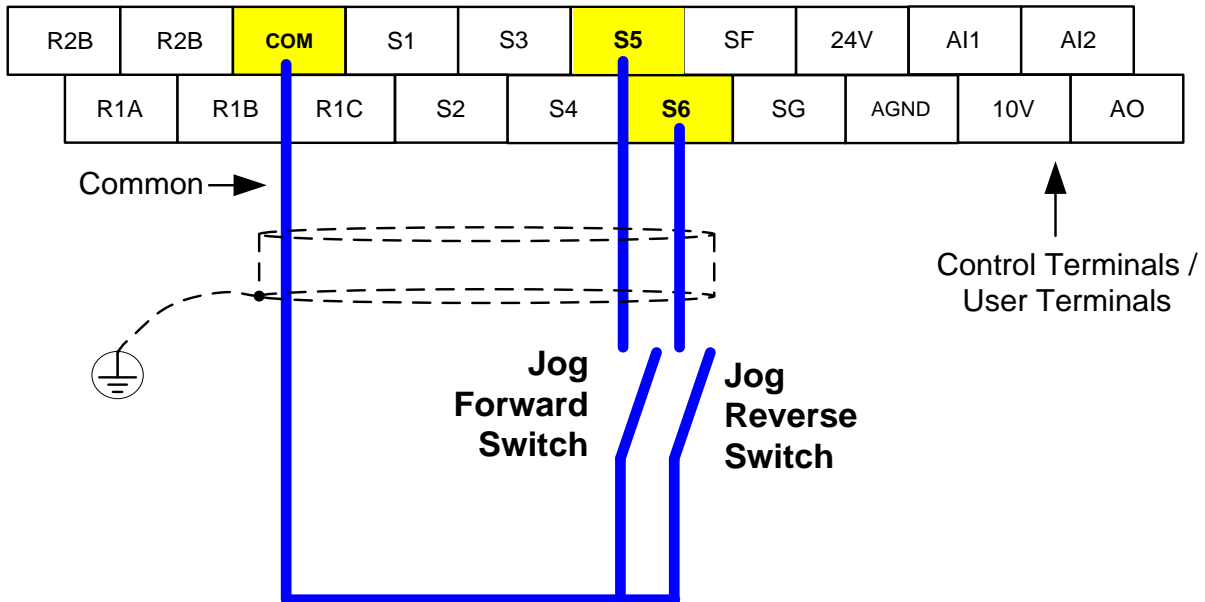 R2B R2B COM S1 S3 S5 SF 24V AI1 AI2
R1A R1B R1C S2 S4 S6 SG AGND 10V AO
Common
Control Terminals /
User Terminals
Jog
Forward
Switch
Jog
Reverse
Switch